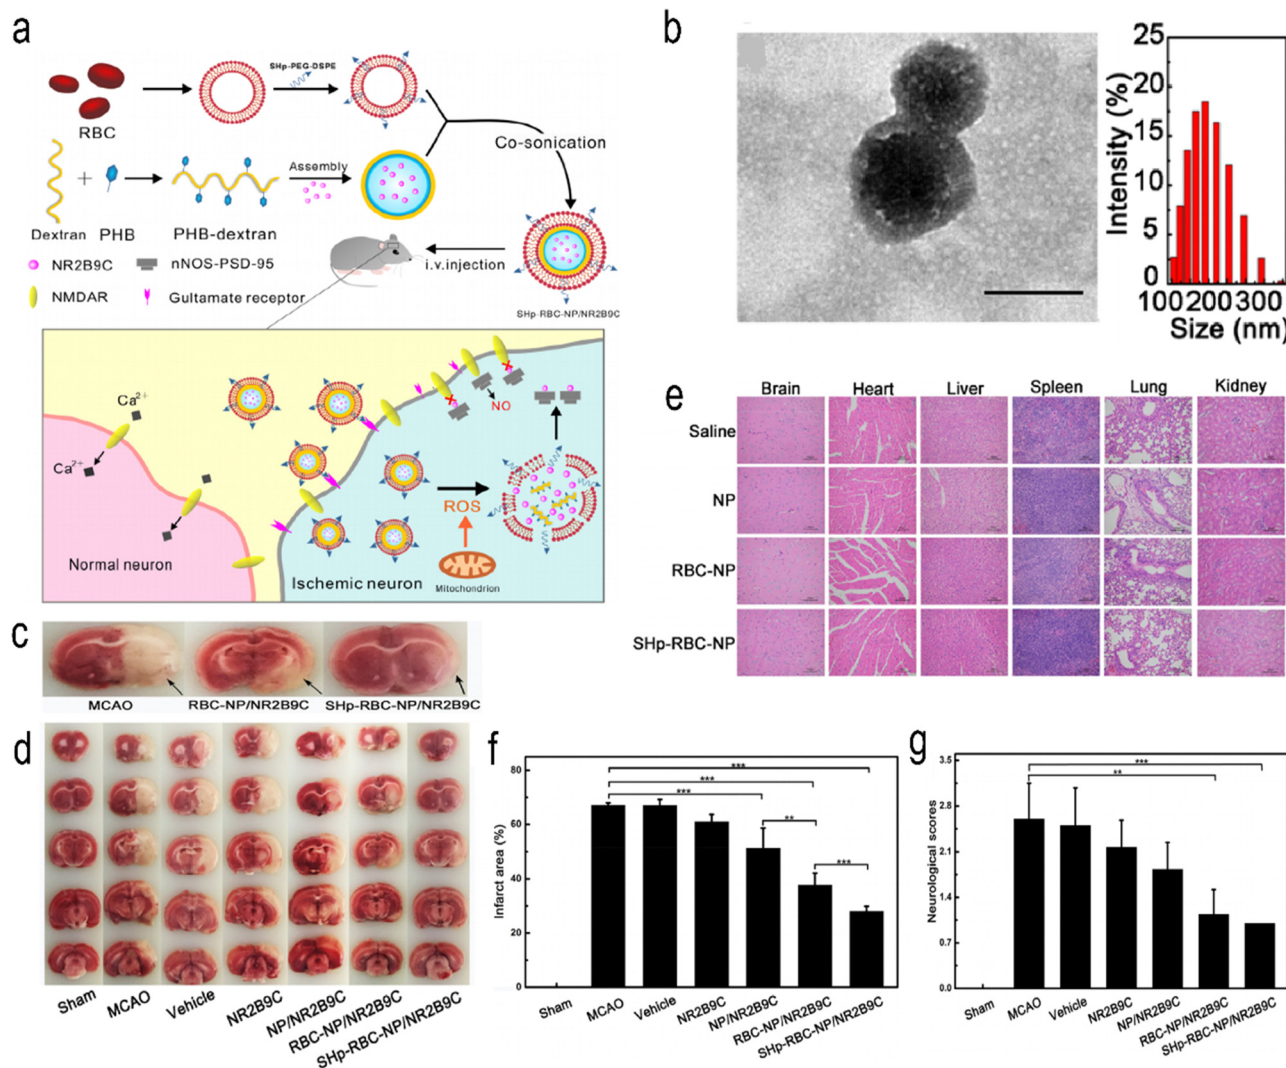 a
RBC
SHp-PEG-DSPE
Co-sonication
Dextran
+
PHB
PHB-dextran
Assembly
NR2B9C
nNOS-PSD-95
NMDAR
Gultamate receptor
i.v.injection
SHp-RBC-NP/NR2B9C
Ca2+
Ca2+
NO
ROS
Normal neuron
Ischemic neuron
Mitochondrion
b
Intensity (%)
25
20
15
10
5
0
100 200 300
Size (nm)
c
MCAO
RBC-NP/NR2B9C
SHp-RBC-NP/NR2B9C
d
Sham
MCAO
Vehicle
NR2B9C
NP/NR2B9C
RBC-NP/NR2B9C
SHp-RBC-NP/NR2B9C
e
Brain Heart Liver Spleen Lung Kidney
Saline
NP
RBC-NP
SHp-RBC-NP
f
Infarct area (%)
80
60
40
20
0
***
***
***
**
***
Sham
MCAO
Vehicle
NR2B9C
NP/NR2B9C
RBC-NP/NR2B9C
SHp-RBC-NP/NR2B9C
g
Neurological scores
3.5
2.8
2.1
1.4
0.7
0.0
***
**
Sham
MCAO
Vehicle
NR2B9C
NP/NR2B9C
RBC-NP/NR2B9C
SHp-RBC-NP/NR2B9C